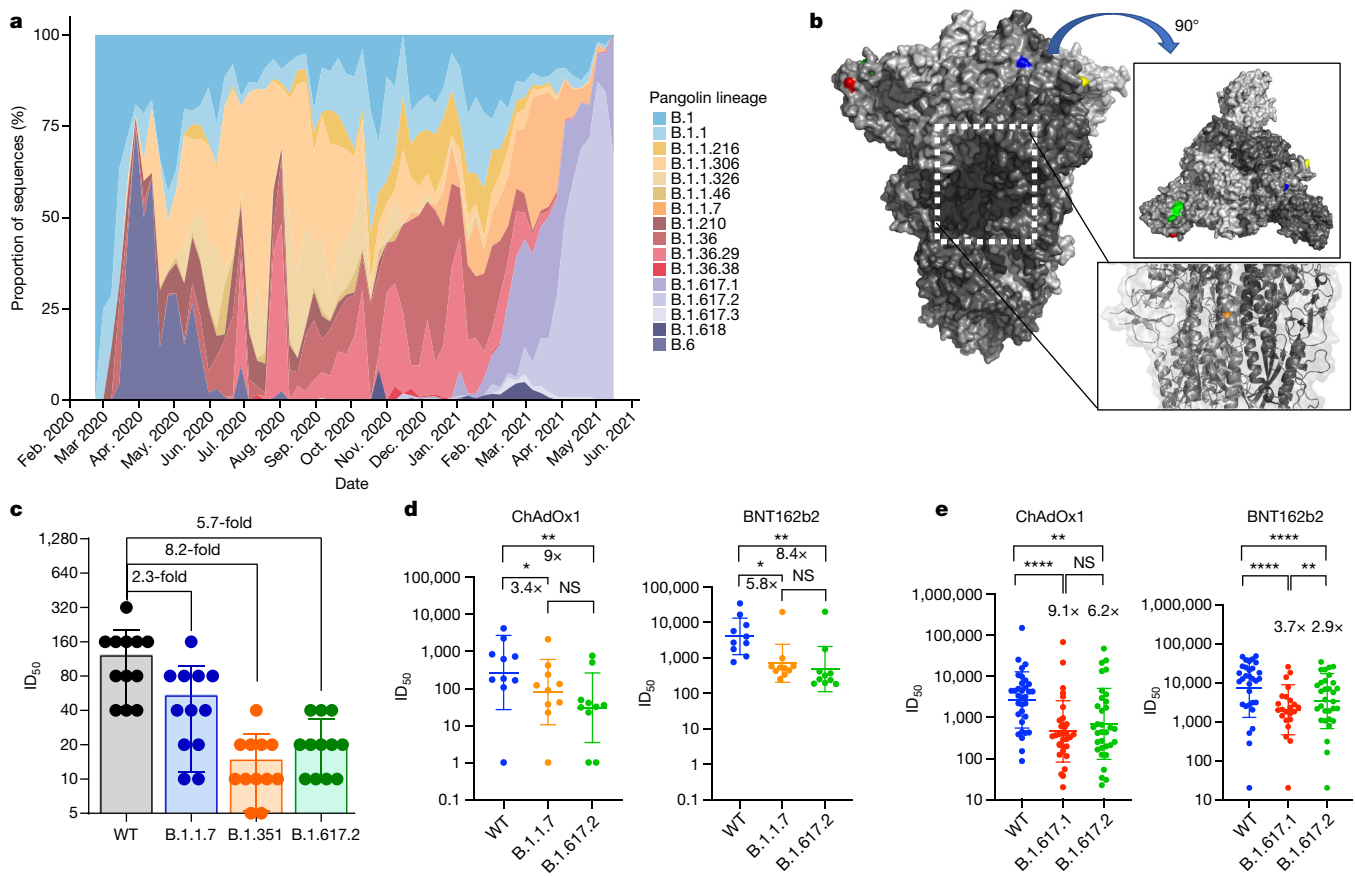 a
100
75
50
25
0
Proportion of sequences (%)
Feb. 2020
Mar 2020
Apr. 2020
May. 2020
Jun. 2020
Jul. 2020
Aug. 2020
Sep. 2020
Oct. 2020
Nov. 2020
Dec. 2020
Jan. 2021
Feb. 2021
Mar. 2021
Apr. 2021
May 2021
Jun. 2021
Date
Pangolin lineage
B.1
B.1.1
B.1.1.216
B.1.1.306
B.1.1.326
B.1.1.46
B.1.1.7
B.1.210
B.1.36
B.1.36.29
B.1.36.38
B.1.617.1
B.1.617.2
B.1.617.3
B.1.618
B.6
b
90°
c
5.7-fold
8.2-fold
2.3-fold
1,280
640
320
160
80
40
20
10
5
ID50
WT
B.1.1.7
B.1.351
B.1.617.2
d
ChAdOx1
**
9×
*
3.4×
NS
100,000
10,000
1,000
100
10
1
0.1
ID50
WT
B.1.1.7
B.1.617.2
BNT162b2
**
8.4×
*
5.8×
NS
100,000
10,000
1,000
100
10
1
0.1
ID50
WT
B.1.1.7
B.1.617.2
e
ChAdOx1
**
****
NS
9.1×
6.2×
1,000,000
100,000
10,000
1,000
100
10
ID50
WT
B.1.617.1
B.1.617.2
BNT162b2
****
****
**
3.7×
2.9×
1,000,000
100,000
10,000
1,000
100
10
ID50
WT
B.1.617.1
B.1.617.2